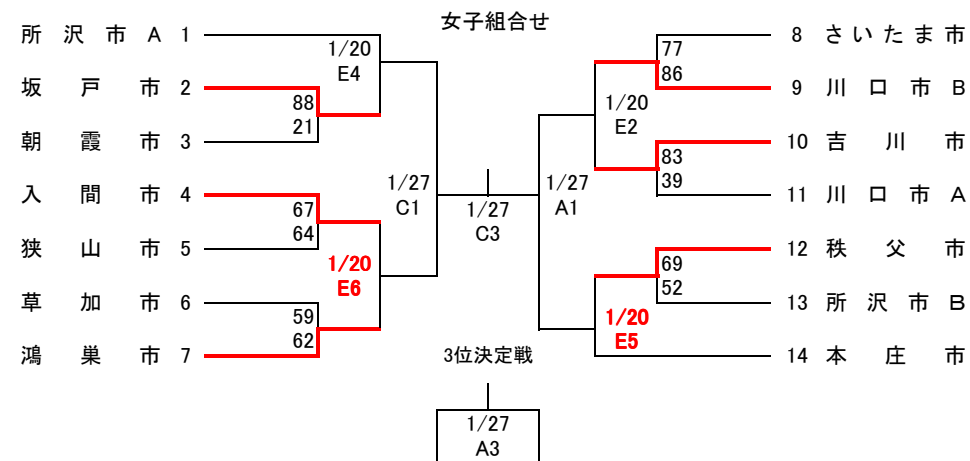 女子組合せ
所沢市A 1
1/20
E4
坂戸市 2
88
21
朝霞市 3
入間市 4
67
64
狭山市 5
1/20
E6
草加市 6
59
62
鴻巣市 7
1/27
C1
1/27
C3
1/27
A1
77
86
8 さいたま市
9 川口市B
1/20
E2
83
39
10 吉川市
11 川口市A
69
52
12 秩父市
13 所沢市B
1/20
E5
14 本庄市
3位決定戦
1/27
A3